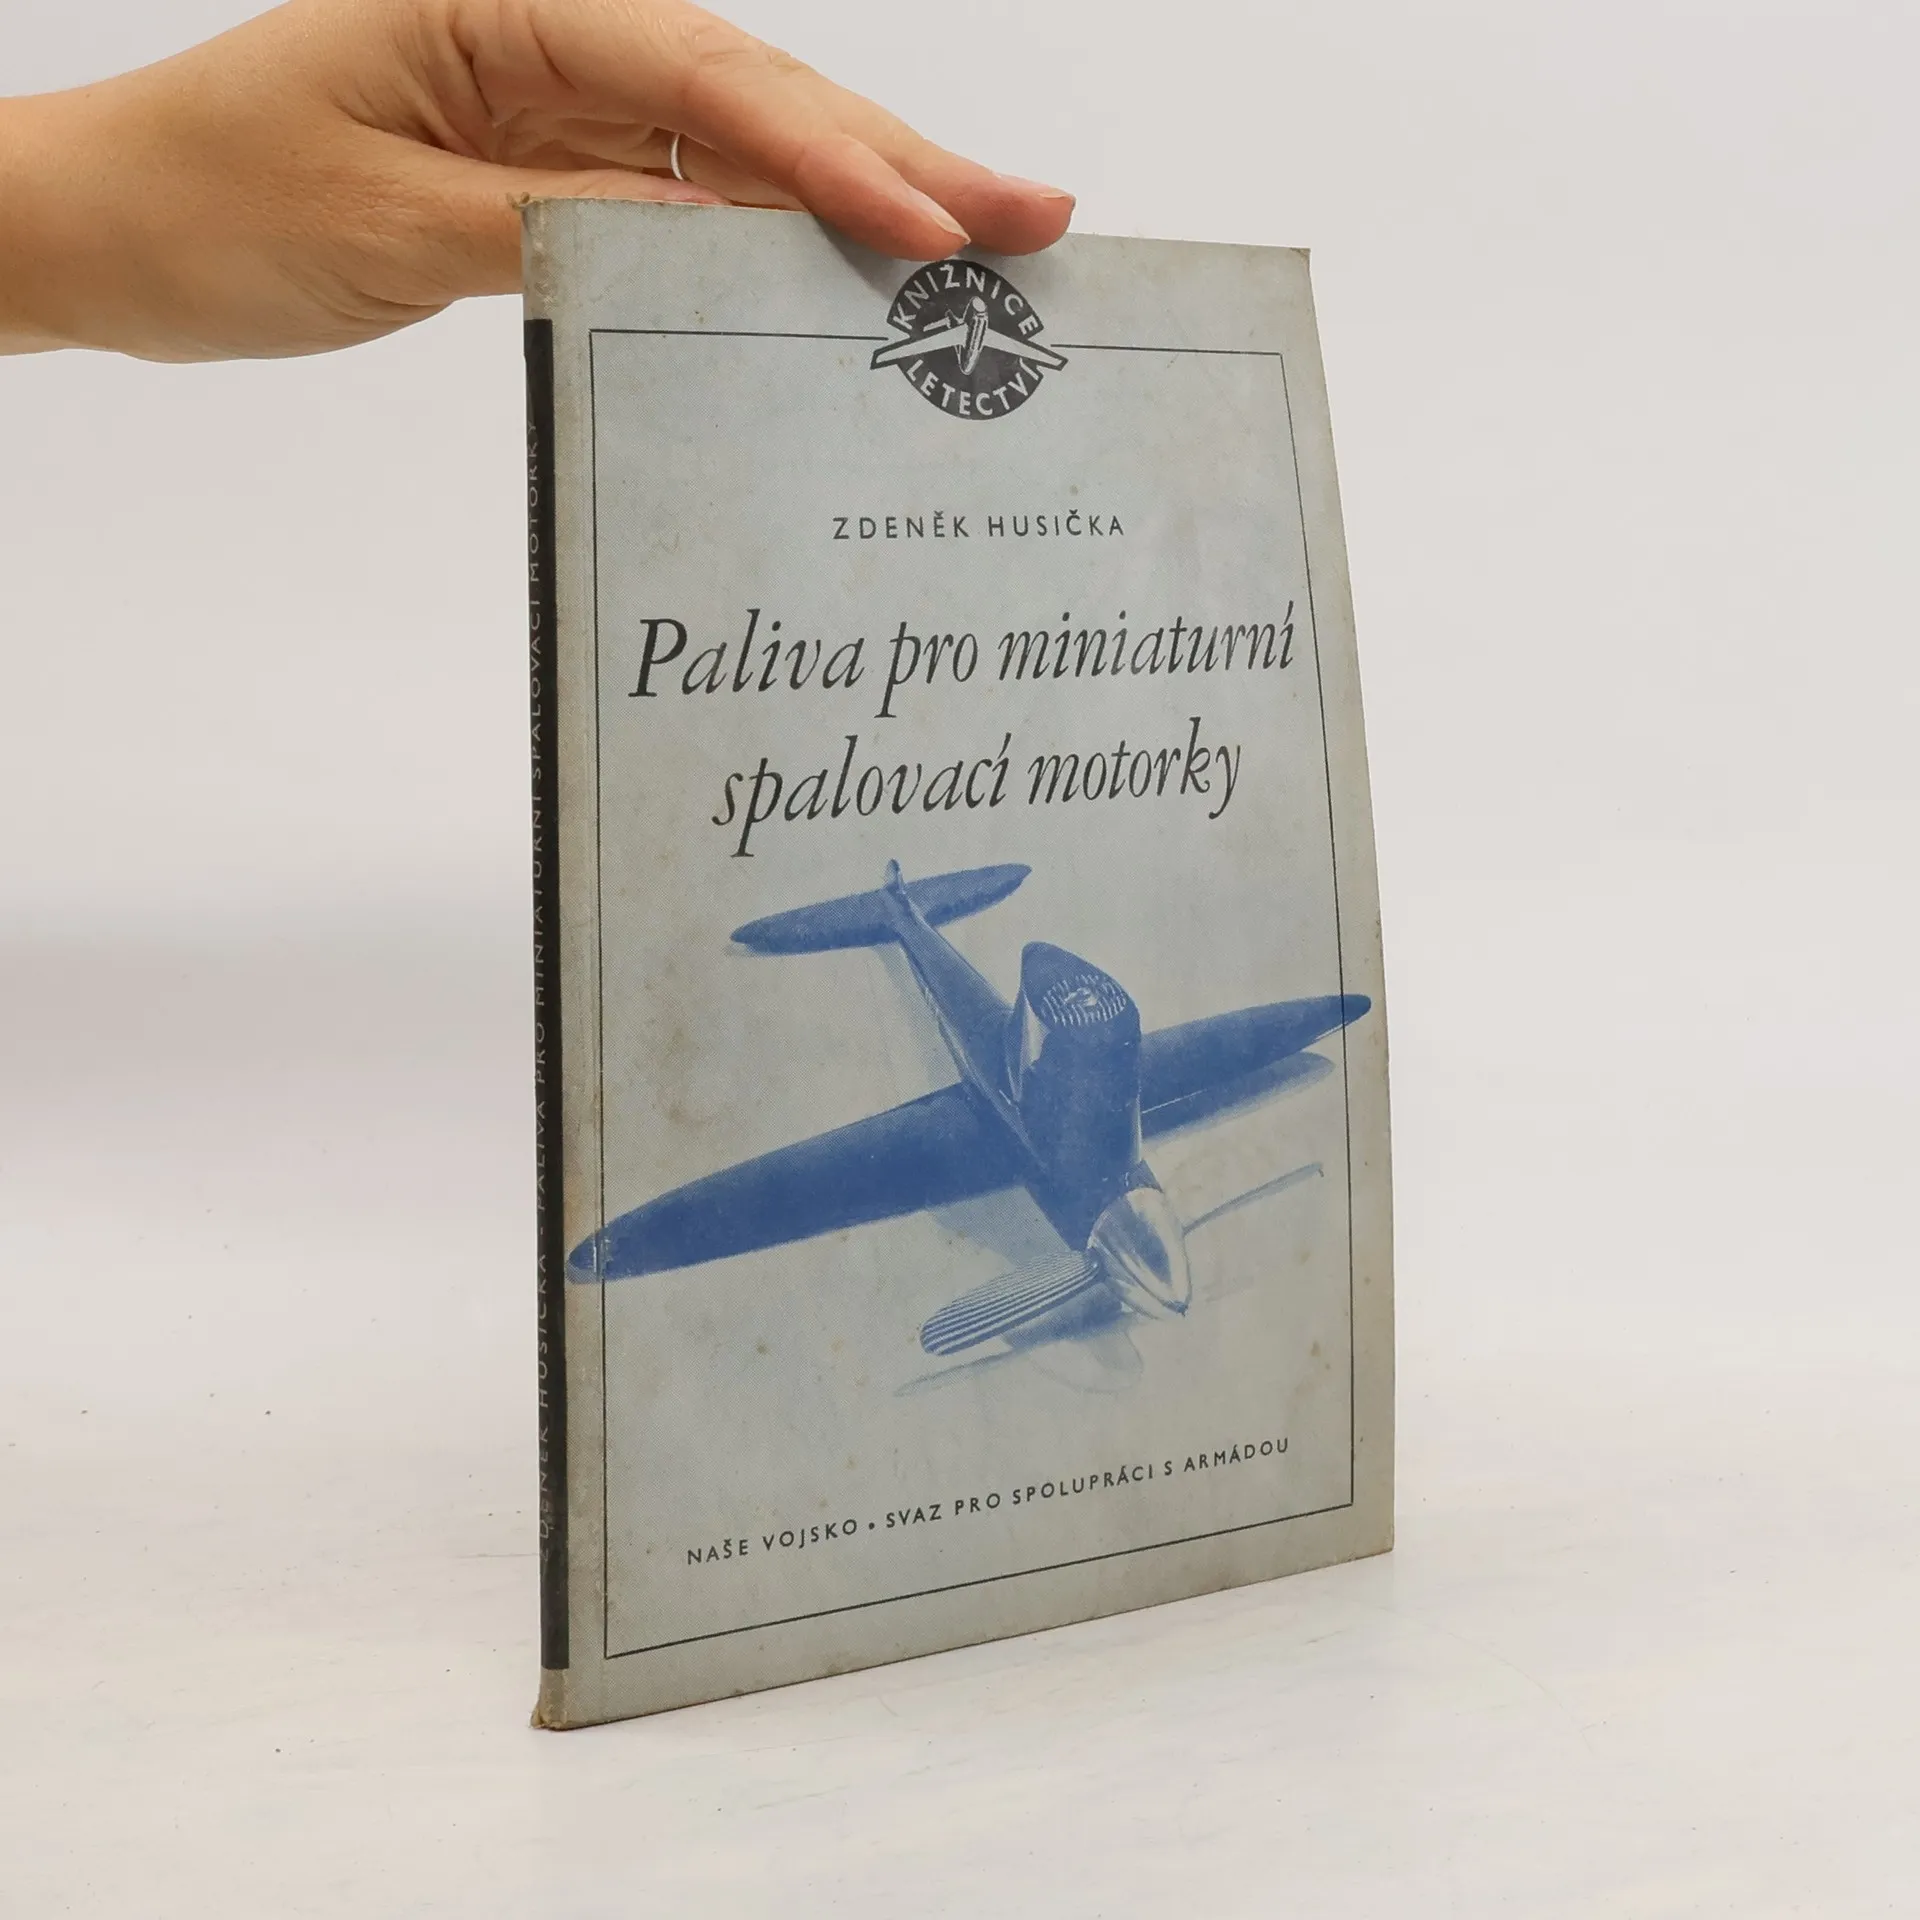 KNIŽNICE
LETECTVÍ
ZDENĚK HUSIČKA
Paliva pro miniaturní
spalovací motorky
NAŠE VOJSKO • SVAZ PRO SPOLUPRÁCI S ARMÁDOU
ZDENĚK HUSIČKA - PALIVA PRO MINIATURNÍ SPALOVACÍ MOTORKY